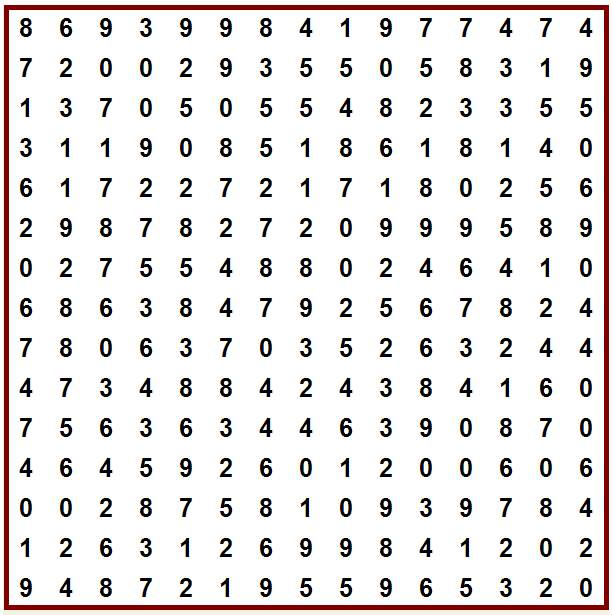 8 6 9 3 9 9 8 4 1 9 7 7 4 7 4
7 2 0 0 2 9 3 5 5 0 5 8 3 1 9
1 3 7 0 5 0 5 5 4 8 2 3 3 5 5
3 1 1 9 0 8 5 1 8 6 1 8 1 4 0
6 1 7 2 2 7 2 1 7 1 8 0 2 5 6
2 9 8 7 8 2 7 2 0 9 9 9 5 8 9
0 2 7 5 5 4 8 8 0 2 4 6 4 1 0
6 8 6 3 8 4 7 9 2 5 6 7 8 2 4
7 8 0 6 3 7 0 3 5 2 6 3 2 4 4
4 7 3 4 8 8 4 2 4 3 8 4 1 6 0
7 5 6 3 6 3 4 4 6 3 9 0 8 7 0
4 6 4 5 9 2 6 0 1 2 0 0 6 0 6
0 0 2 8 7 5 8 1 0 9 3 9 7 8 4
1 2 6 3 1 2 6 9 9 8 4 1 2 0 2
9 4 8 7 2 1 9 5 5 9 6 5 3 2 0